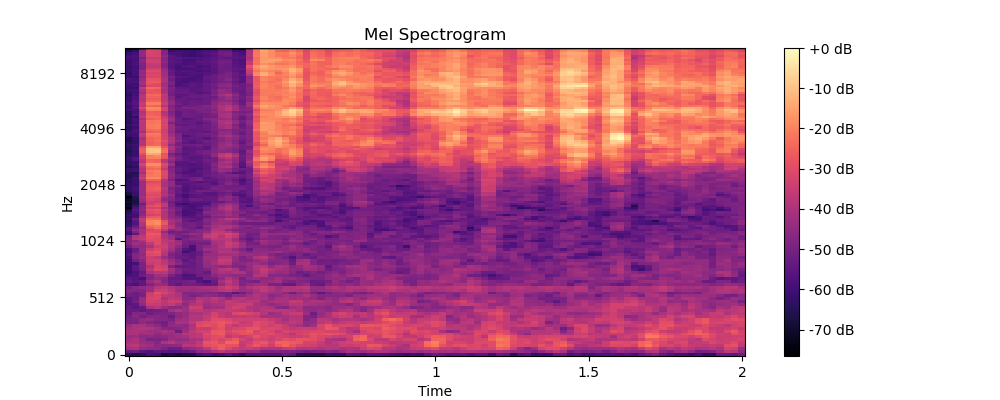 Mel Spectrogram
Hz
8192
4096
2048
1024
512
0
0
0.5
1
1.5
2
Time
+0 dB
-10 dB
-20 dB
-30 dB
-40 dB
-50 dB
-60 dB
-70 dB